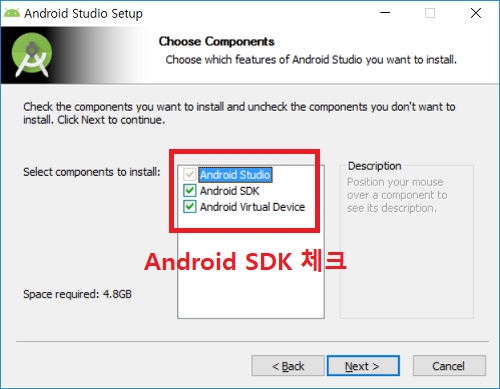 Android Studio Setup
Choose Components
Choose which features of Android Studio you want to install.
Check the components you want to install and uncheck the components you don't want to
install. Click Next to continue.
Select components to install:
Android Studio
Android SDK
Android Virtual Device
Description
Position your mouse
over a component to
see its description.
Android SDK 체크
Space required: 4.8GB
< Back
Next >
Cancel